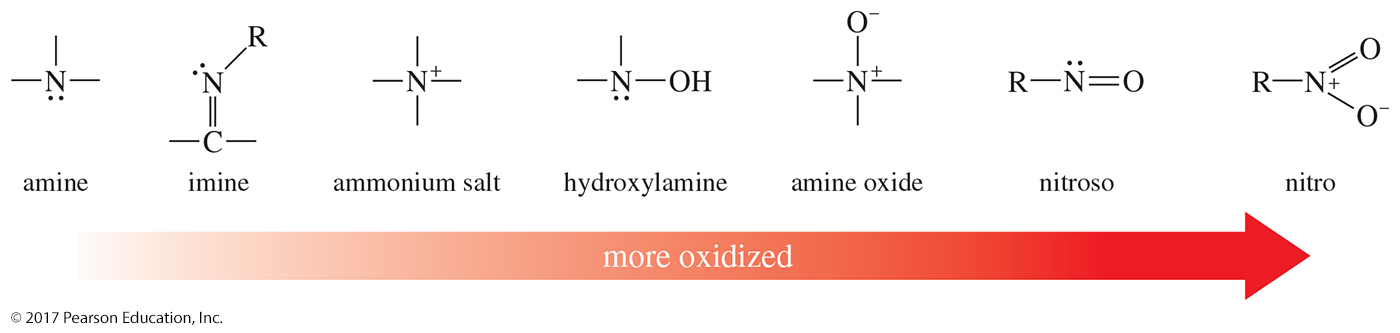 R
O⁻
O
N
N
N⁺
N—OH
N⁺
R—N=O
R—N+
C
O⁻
amine
imine
ammonium salt
hydroxylamine
amine oxide
nitroso
nitro
more oxidized
© 2017 Pearson Education, Inc.